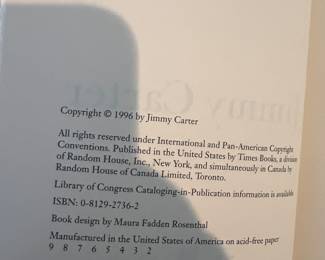 Copyright © 1996 by Jimmy Carter
All rights reserved under International and Pan-American Copyright
Conventions. Published in the United States by Times Books, a division
of Random House, Inc., New York, and simultaneously in Canada by
Random House of Canada Limited, Toronto.
Library of Congress Cataloging-in-Publication information is available
ISBN: 0-8129-2736-2
Book design by Maura Fadden Rosenthal
Manufactured in the United States of America on acid-free paper
9 8 7 6 5 4 3 2